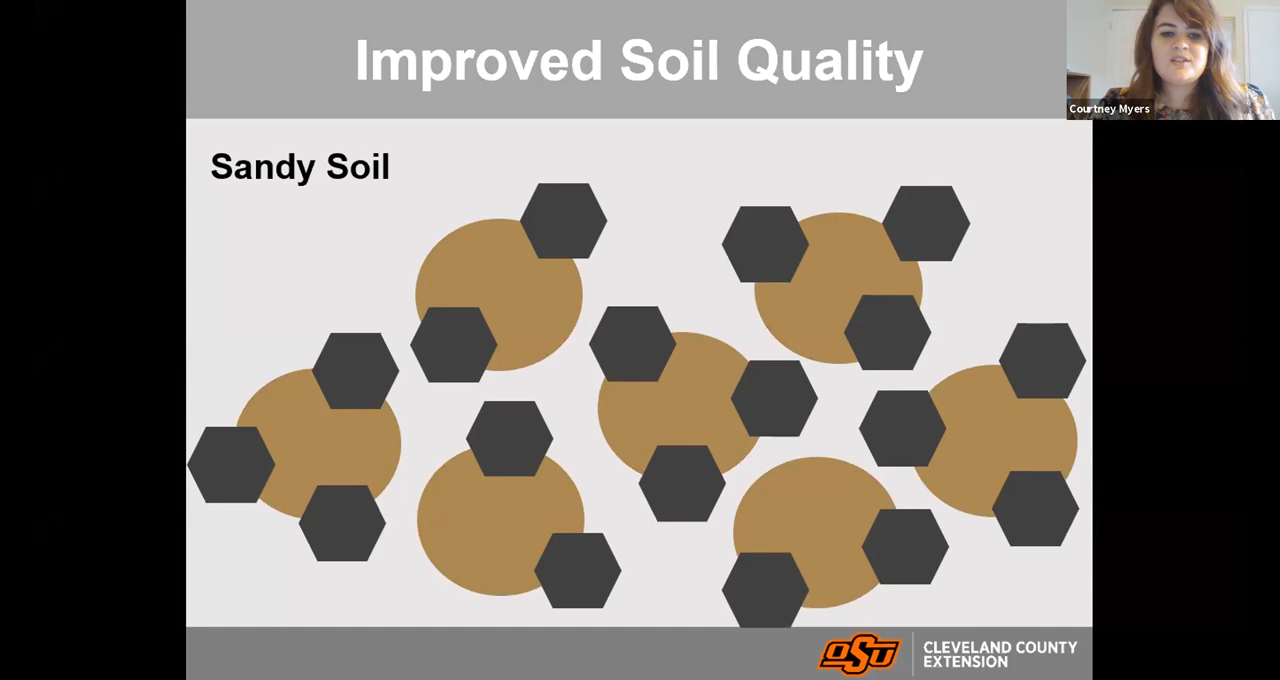 Improved Soil Quality
Courtney Myers
Sandy Soil
OSU
CLEVELAND COUNTY
EXTENSION